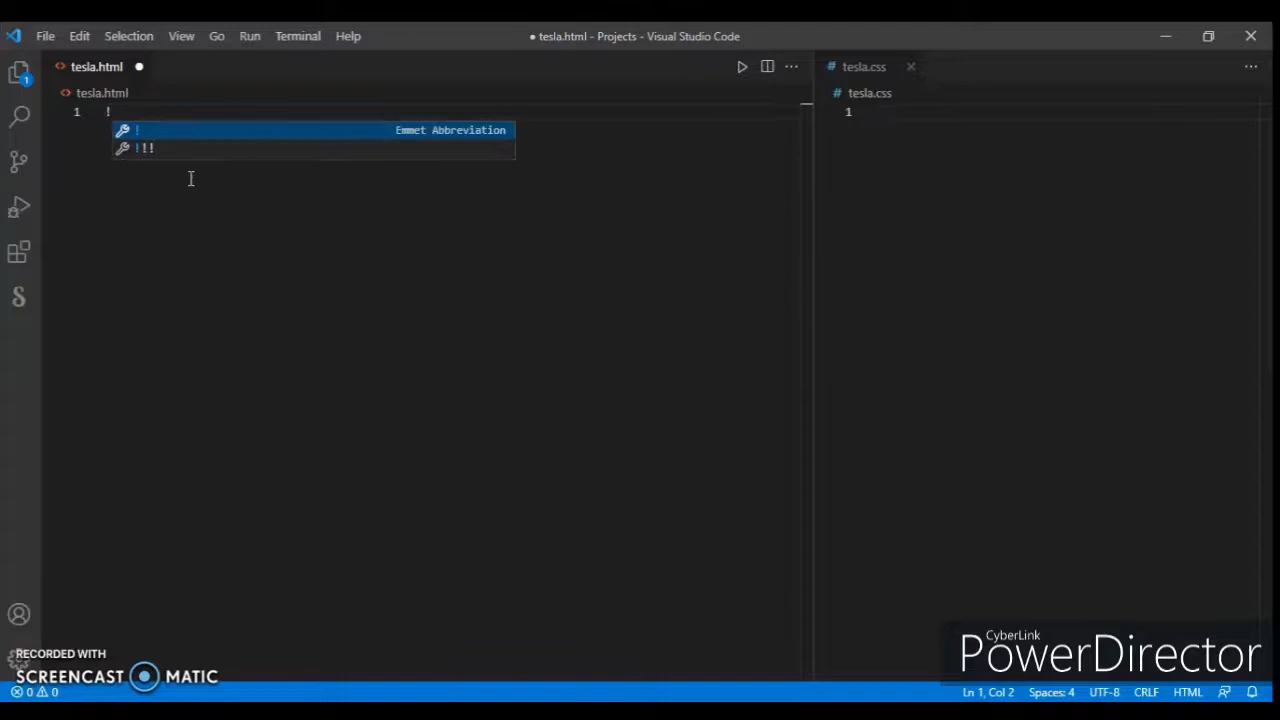 File Edit Selection View Go Run Terminal Help
● tesla.html - Projects - Visual Studio Code
tesla.html
tesla.css
tesla.html
tesla.css
1 !
1
! Emmet Abbreviation
!!!
1
S
CyberLink
PowerDirector
RECORDED WITH
SCREENCAST MATIC
0 0
Ln 1, Col 2 Spaces: 4 UTF-8 CRLF HTML